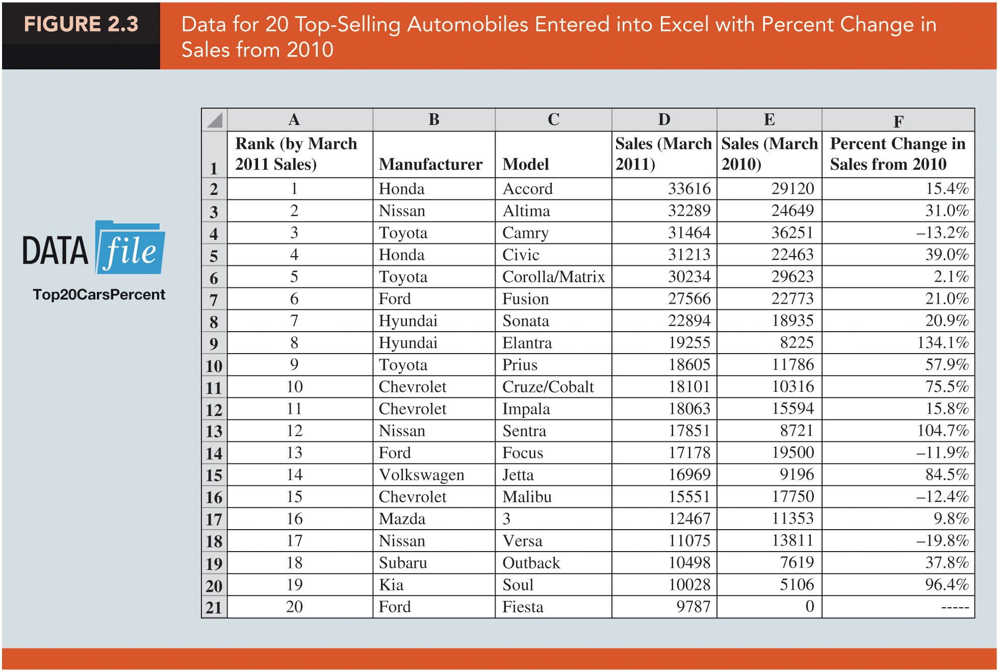 FIGURE 2.3
Data for 20 Top-Selling Automobiles Entered into Excel with Percent Change in
Sales from 2010
DATA file
Top20CarsPercent
A B C D E F
1 Rank (by March 2011 Sales) Manufacturer Model Sales (March 2011) Sales (March 2010) Percent Change in Sales from 2010
2 1 Honda Accord 33616 29120 15.4%
3 2 Nissan Altima 32289 24649 31.0%
4 3 Toyota Camry 31464 36251 –13.2%
5 4 Honda Civic 31213 22463 39.0%
6 5 Toyota Corolla/Matrix 30234 29623 2.1%
7 6 Ford Fusion 27566 22773 21.0%
8 7 Hyundai Sonata 22894 18935 20.9%
9 8 Hyundai Elantra 19255 8225 134.1%
10 9 Toyota Prius 18605 11786 57.9%
11 10 Chevrolet Cruze/Cobalt 18101 10316 75.5%
12 11 Chevrolet Impala 18063 15594 15.8%
13 12 Nissan Sentra 17851 8721 104.7%
14 13 Ford Focus 17178 19500 –11.9%
15 14 Volkswagen Jetta 16969 9196 84.5%
16 15 Chevrolet Malibu 15551 17750 –12.4%
17 16 Mazda 3 12467 11353 9.8%
18 17 Nissan Versa 11075 13811 –19.8%
19 18 Subaru Outback 10498 7619 37.8%
20 19 Kia Soul 10028 5106 96.4%
21 20 Ford Fiesta 9787 0 -----